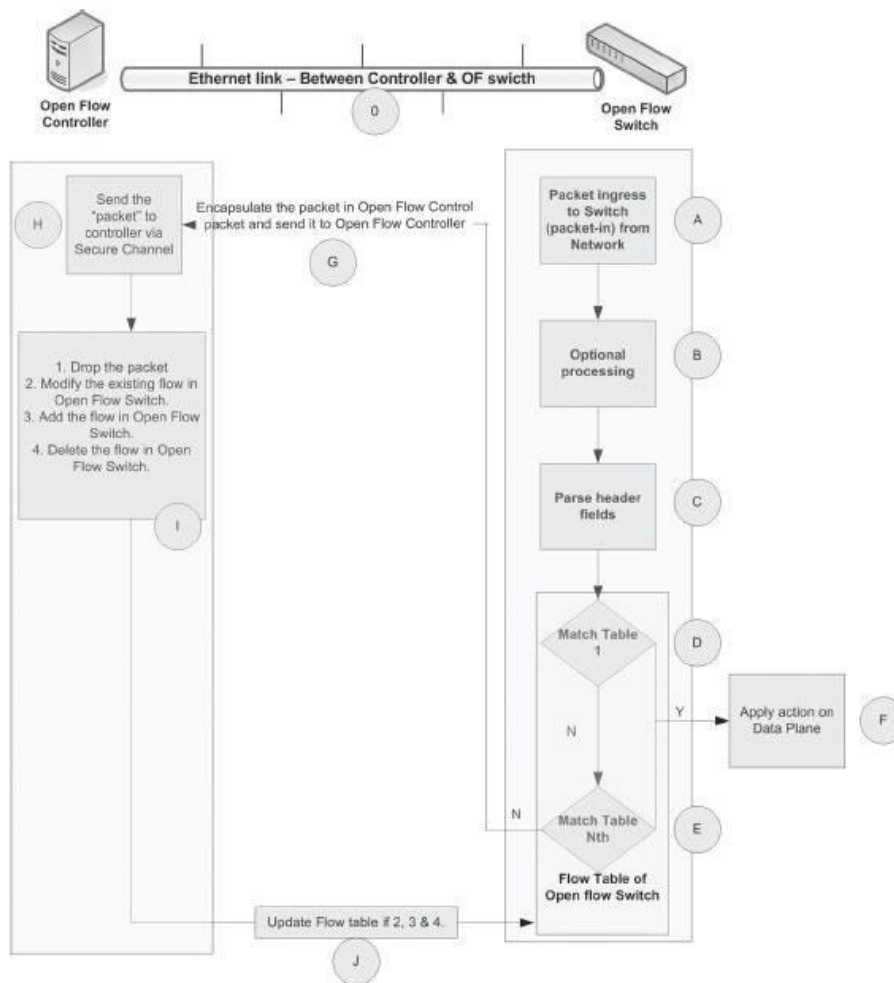 Ethernet link – Between Controller & OF swicth
Open Flow
Controller
0
Open Flow
Switch
Send the
"packet" to
controller via
Secure Channel
H
Encapsulate the packet in Open Flow Control
packet and send it to Open Flow Controller
G
Packet ingress
to Switch
(packet-in) from
Network
A
Optional
processing
B
1. Drop the packet
2. Modify the existing flow in
Open Flow Switch.
3. Add the flow in Open Flow
Switch.
4. Delete the flow in Open
Flow Switch.
I
Parse header
fields
C
Match Table
1
D
Y
Apply action on
Data Plane
F
N
N
Match Table
Nth
E
Flow Table of
Open flow Switch
Update Flow table if 2, 3 & 4.
J